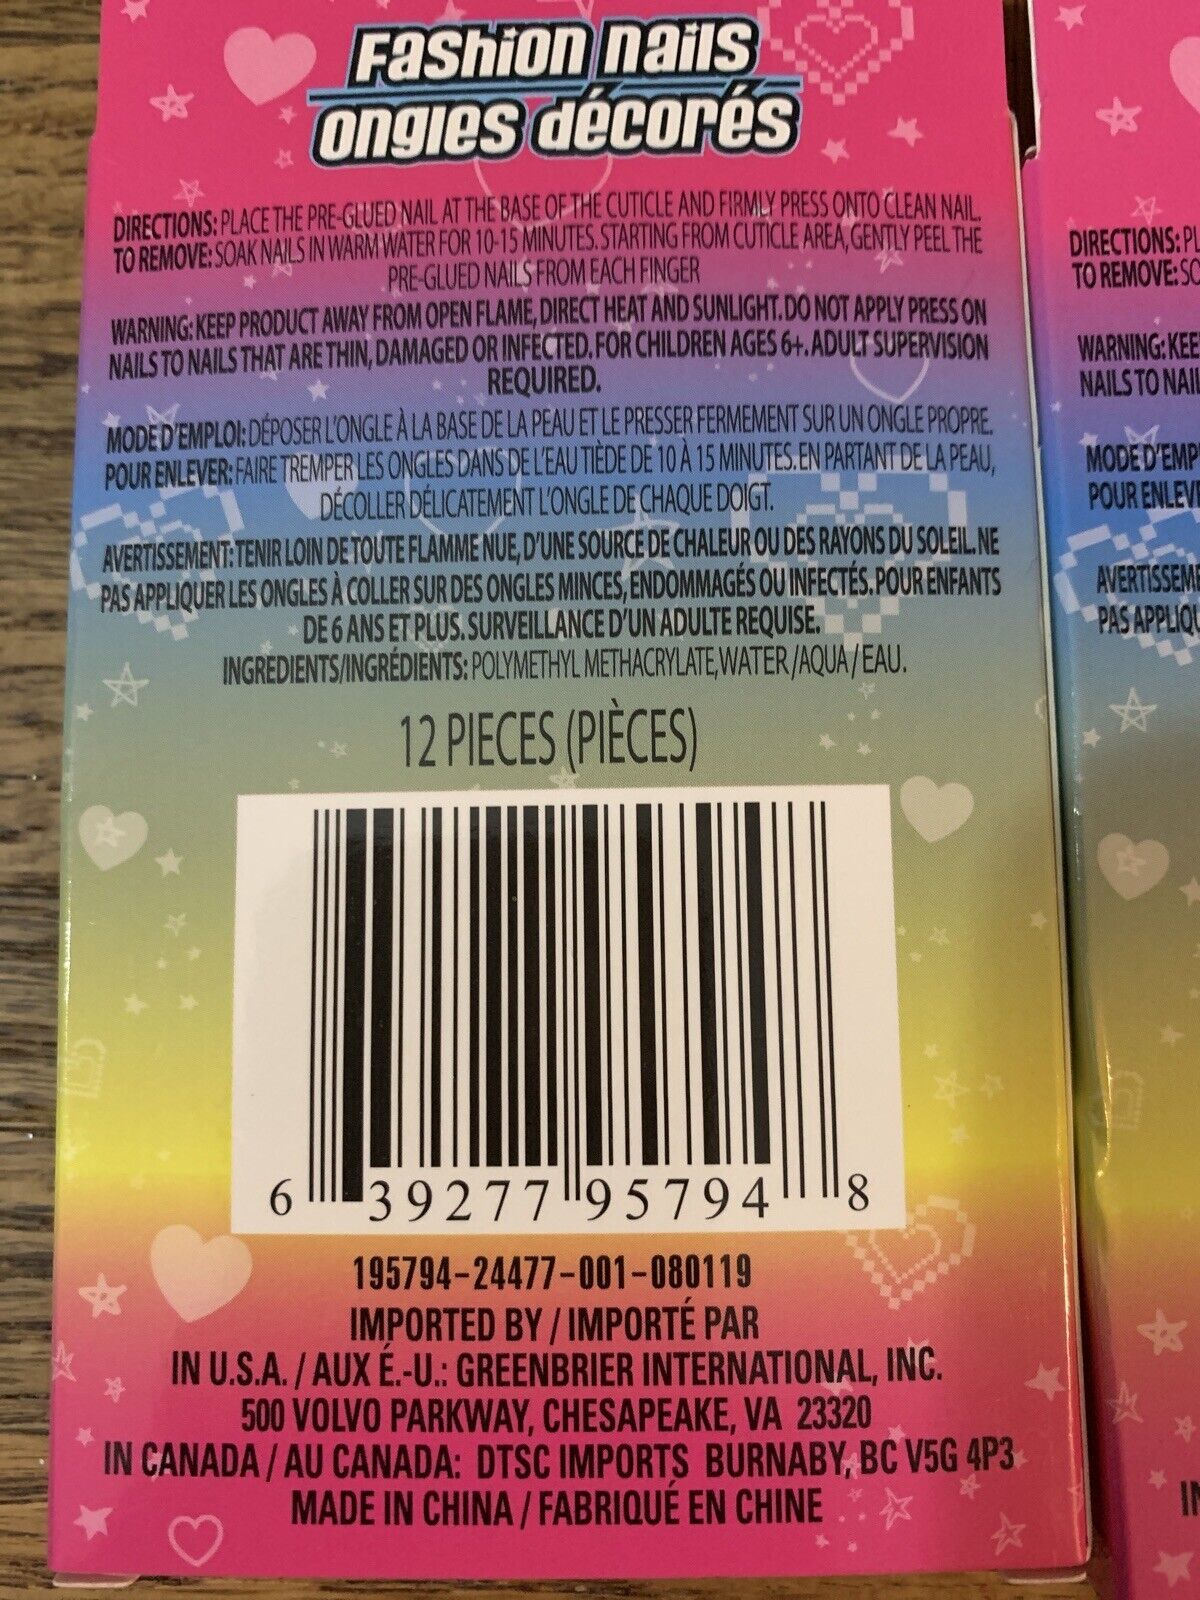 Fashion nails
ongles décorés
DIRECTIONS: PLACE THE PRE-GLUED NAIL AT THE BASE OF THE CUTICLE AND FIRMLY PRESS ONTO CLEAN NAIL.
TO REMOVE: SOAK NAILS IN WARM WATER FOR 10-15 MINUTES. STARTING FROM CUTICLE AREA, GENTLY PEEL THE
PRE-GLUED NAILS FROM EACH FINGER
WARNING: KEEP PRODUCT AWAY FROM OPEN FLAME, DIRECT HEAT AND SUNLIGHT. DO NOT APPLY PRESS ON
NAILS TO NAILS THAT ARE THIN, DAMAGED OR INFECTED. FOR CHILDREN AGES 6+. ADULT SUPERVISION
REQUIRED.
MODE D'EMPLOI: DÉPOSER L'ONGLE À LA BASE DE LA PEAU ET LE PRESSER FERMEMENT SUR UN ONGLE PROPRE.
POUR ENLEVER: FAIRE TREMPER LES ONGLES DANS DE L'EAU TIÈDE DE 10 À 15 MINUTES. EN PARTANT DE LA PEAU,
DÉCOLLER DÉLICATEMENT L'ONGLE DE CHAQUE DOIGT.
AVERTISSEMENT: TENIR LOIN DE TOUTE FLAMME NUE, D'UNE SOURCE DE CHALEUR OU DES RAYONS DU SOLEIL. NE
PAS APPLIQUER LES ONGLES À COLLER SUR DES ONGLES MINCES, ENDOMMAGÉS OU INFECTÉS. POUR ENFANTS
DE 6 ANS ET PLUS. SURVEILLANCE D'UN ADULTE REQUISE.
INGREDIENTS/INGRÉDIENTS: POLYMETHYL METHACRYLATE, WATER/AQUA/EAU.
12 PIECES (PIÈCES)
6 39277 95794 8
195794-24477-001-080119
IMPORTED BY / IMPORTÉ PAR
IN U.S.A. / AUX É.-U.: GREENBRIER INTERNATIONAL, INC.
500 VOLVO PARKWAY, CHESAPEAKE, VA 23320
IN CANADA / AU CANADA: DTSC IMPORTS BURNABY, BC V5G 4P3
MADE IN CHINA / FABRIQUÉ EN CHINE
DIRECTIONS: PL
TO REMOVE: SO
WARNING: KEE
NAILS TO NAIL
MODE D'EMP
POUR ENLEVE
AVERTISSEME
PAS APPLIQU
IN